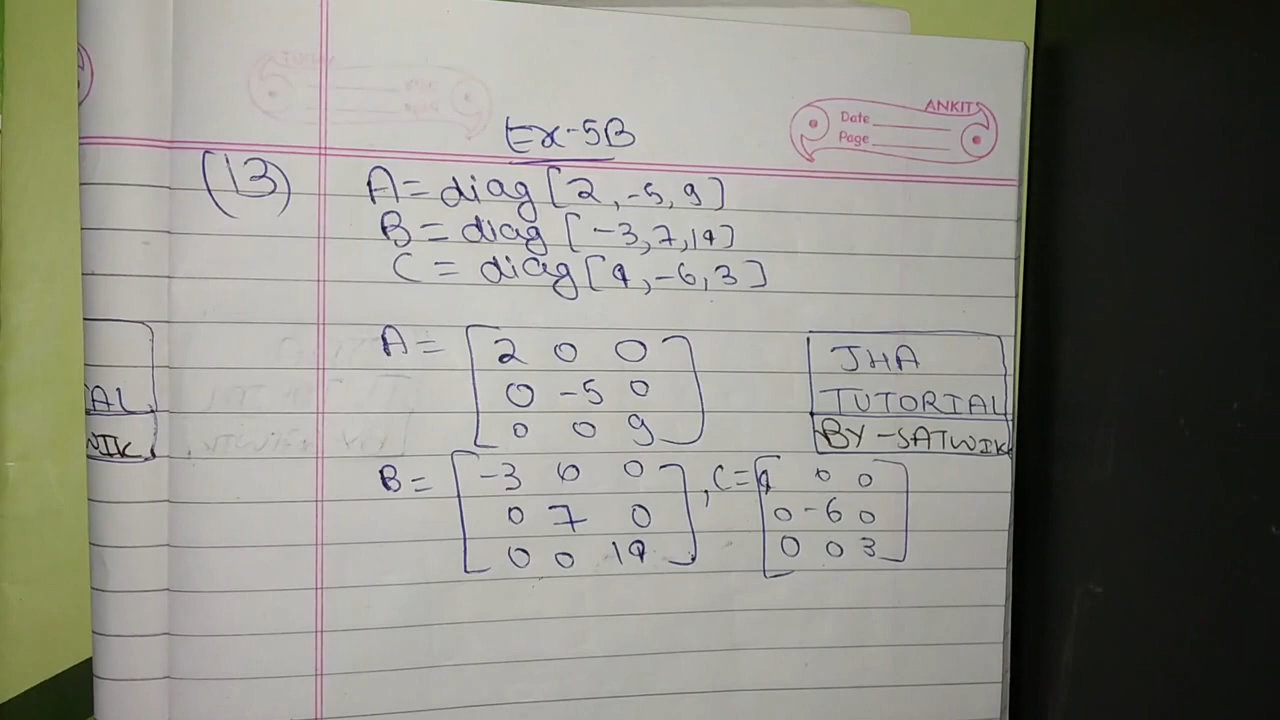 ANKIT
Date
Page
Ex-5B
(13) A = diag [2, -5, 9]
B = diag [-3, 7, 14]
C = diag [4, -6, 3]
A = [2 0 0
0 -5 0
0 0 9]
JHA
TUTORIAL
BY -SATWIK
AL
WIK
B = [-3 0 0
0 7 0
0 0 14]
, C = [4 0 0
0 -6 0
0 0 3]